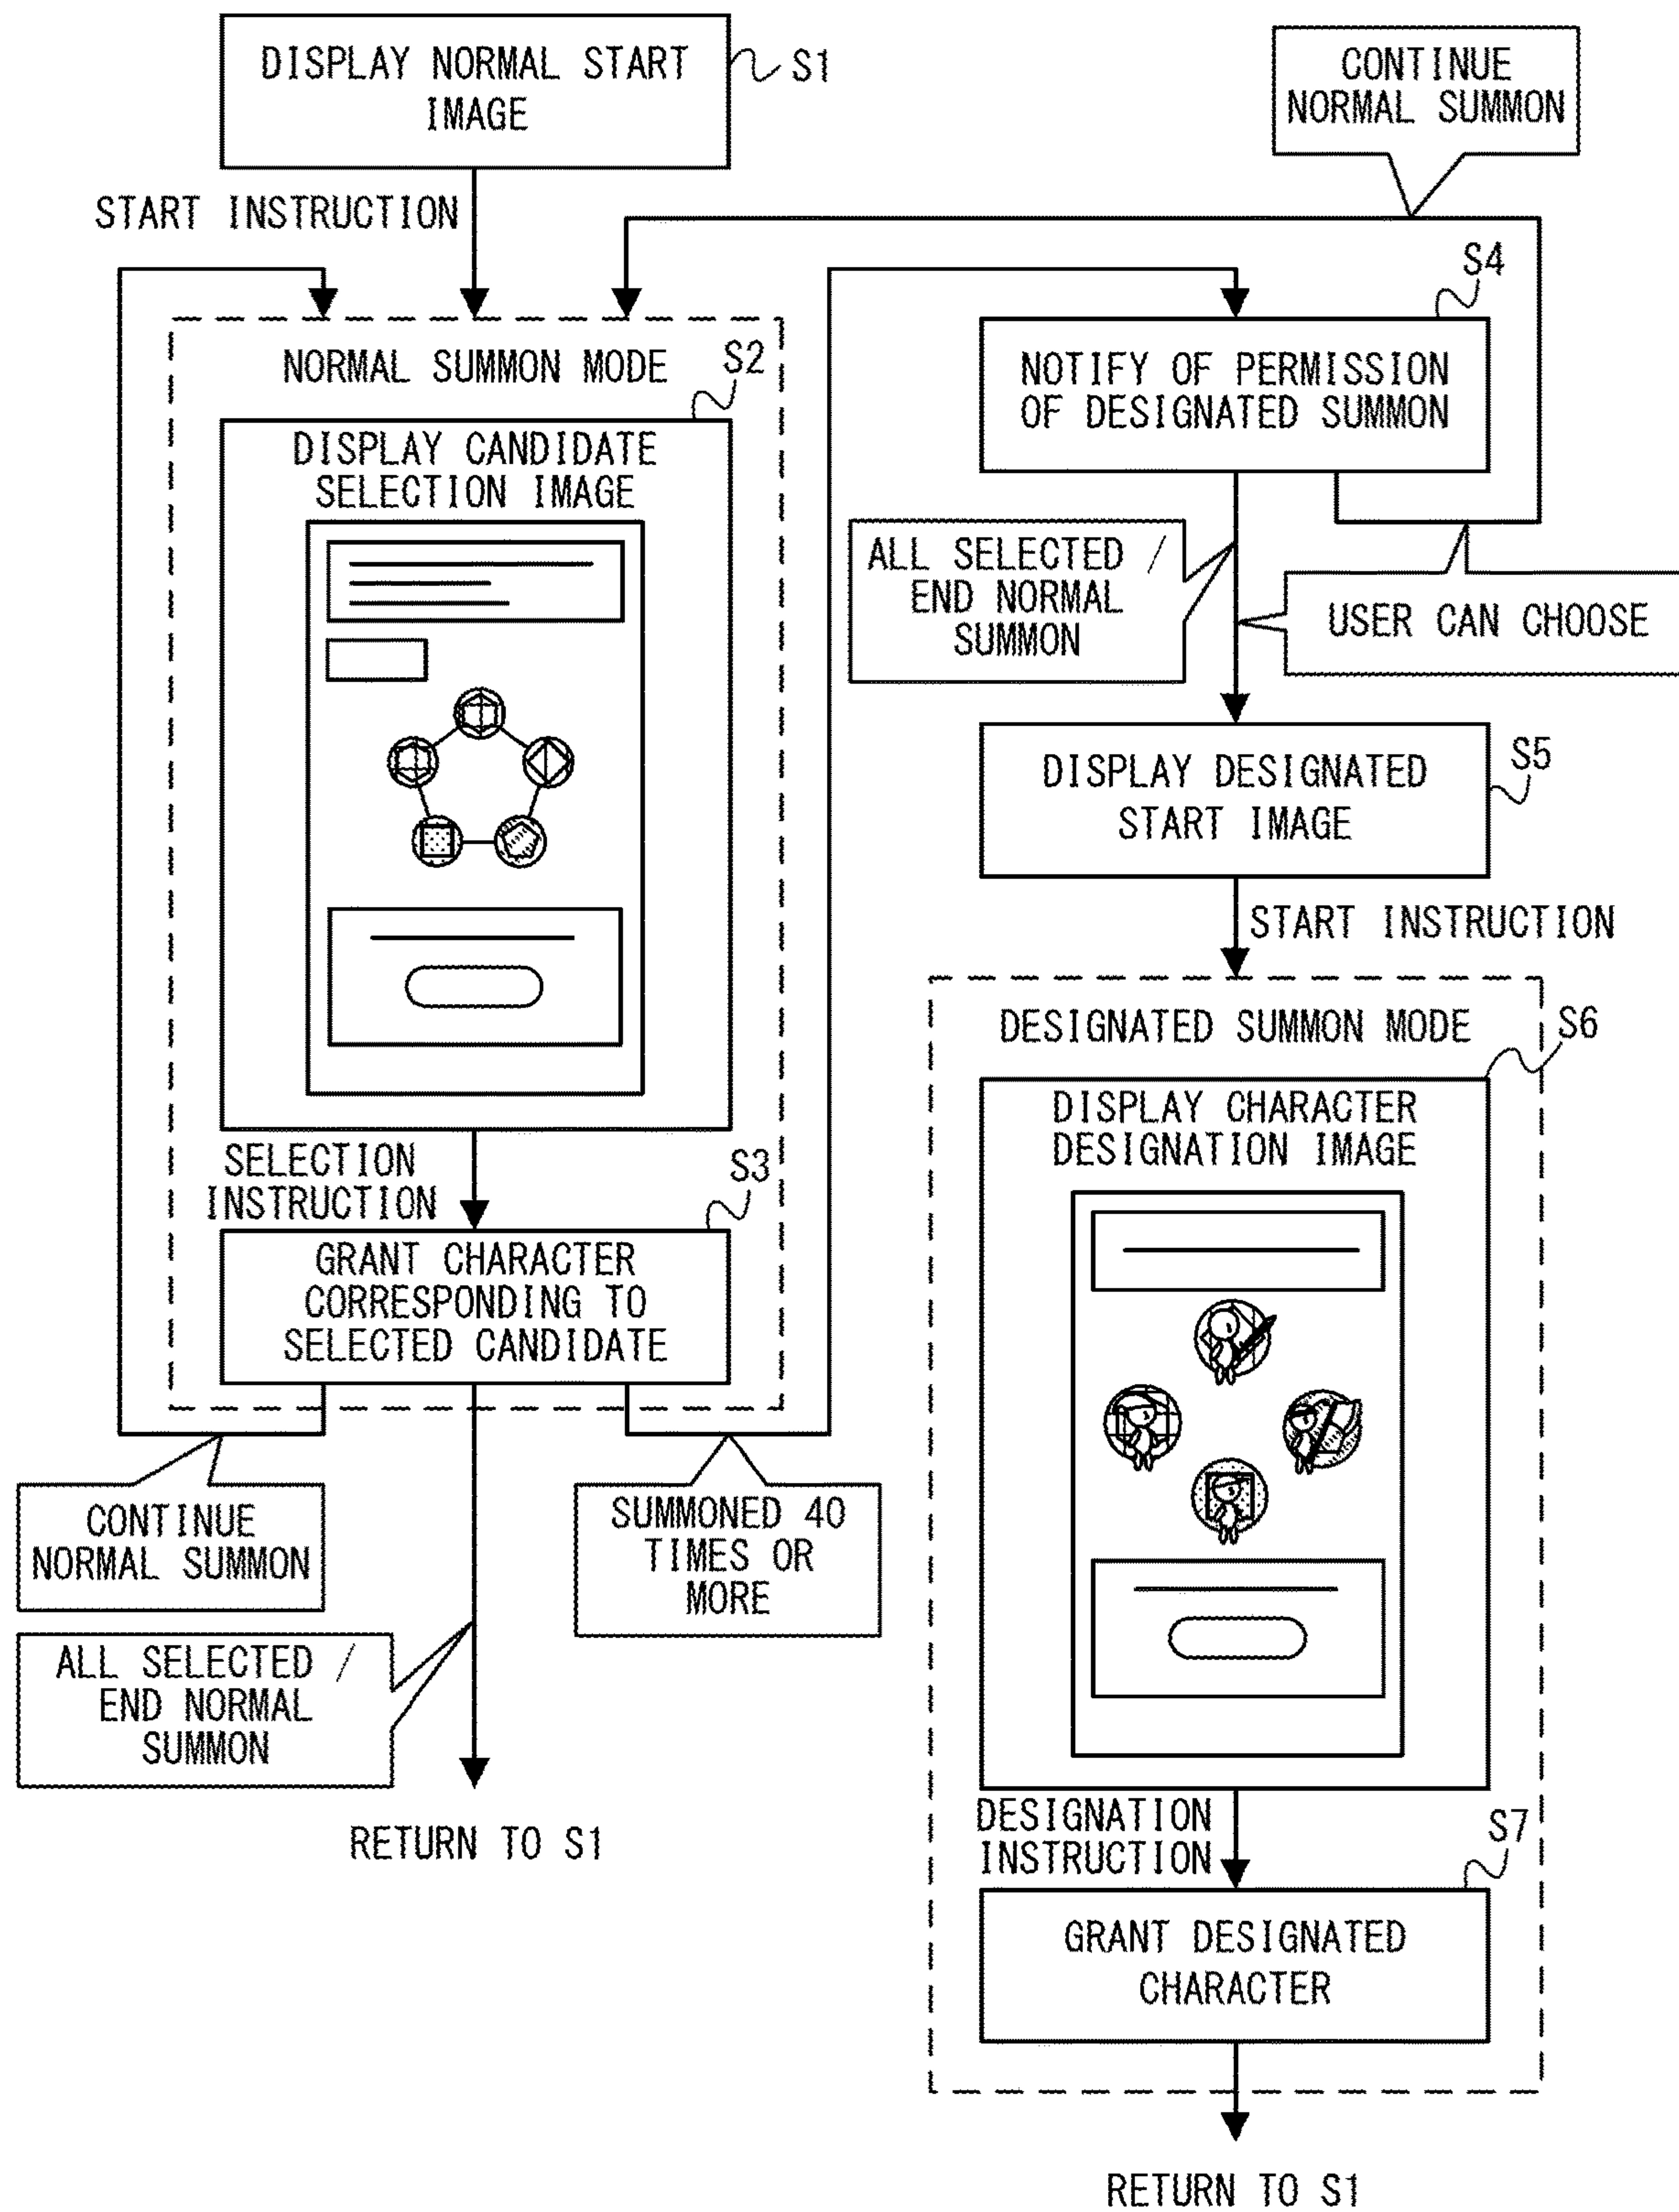 DISPLAY NORMAL START
IMAGE
S1
CONTINUE
NORMAL SUMMON
START INSTRUCTION
S4
NORMAL SUMMON MODE
S2
NOTIFY OF PERMISSION
OF DESIGNATED SUMMON
DISPLAY CANDIDATE
SELECTION IMAGE
ALL SELECTED /
END NORMAL
SUMMON
USER CAN CHOOSE
DISPLAY DESIGNATED
START IMAGE
S5
START INSTRUCTION
DESIGNATED SUMMON MODE
S6
DISPLAY CHARACTER
DESIGNATION IMAGE
SELECTION
INSTRUCTION
S3
GRANT CHARACTER
CORRESPONDING TO
SELECTED CANDIDATE
CONTINUE
NORMAL SUMMON
SUMMONED 40
TIMES OR
MORE
ALL SELECTED /
END NORMAL
SUMMON
RETURN TO S1
DESIGNATION
INSTRUCTION
S7
GRANT DESIGNATED
CHARACTER
RETURN TO S1